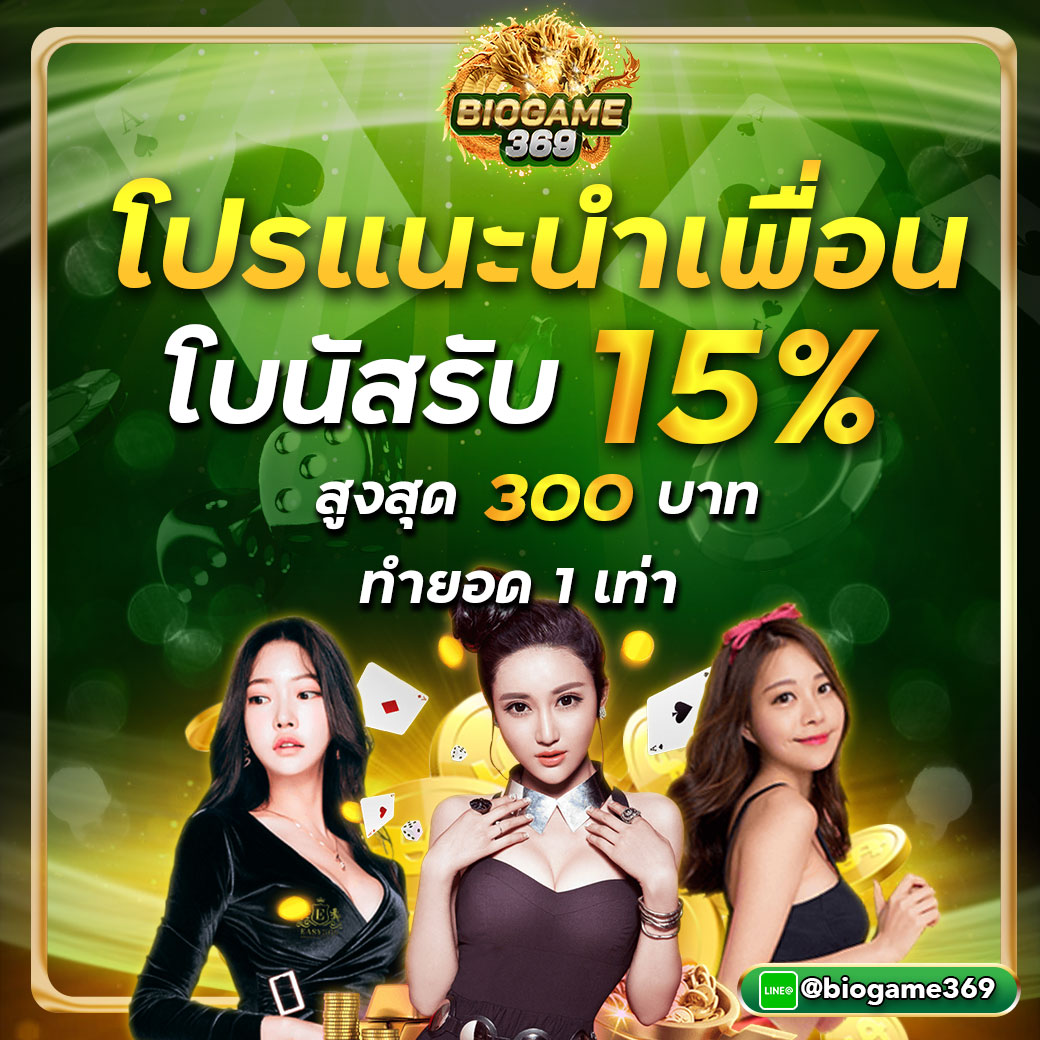 BIOGAME
369
โปรแนะนำเพื่อน
โบนัสรับ 15%
สูงสุด 300 บาท
ทำยอด 1 เท่า
A
A
A
A
E
LINE@ @biogame369